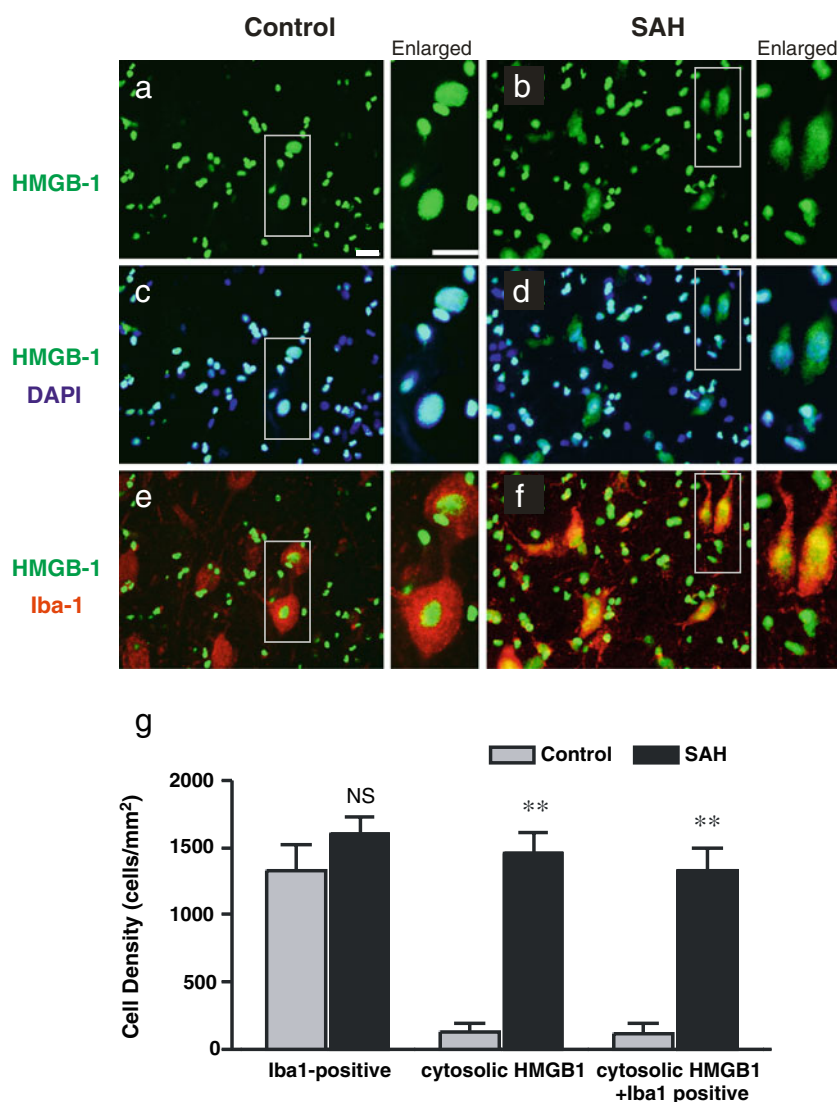 Control
SAH
Enlarged
Enlarged
a
b
HMGB-1
c
d
HMGB-1
DAPI
e
f
HMGB-1
Iba-1
g
Control
SAH
Cell Density (cells/mm²)
2000
1500
1000
500
0
NS
**
**
Iba1-positive
cytosolic HMGB1
cytosolic HMGB1
+Iba1 positive